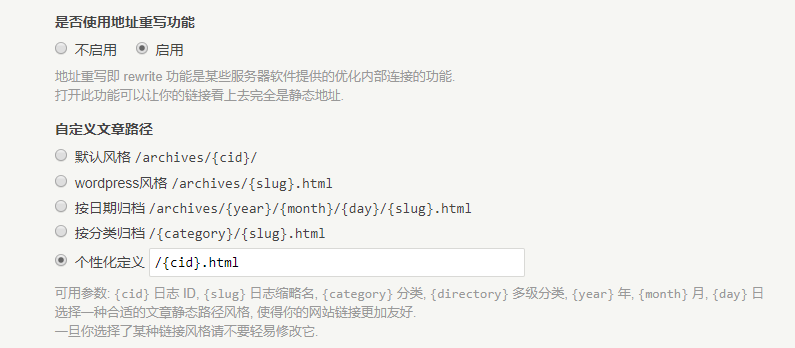 是否使用地址重写功能
不启用 启用
地址重写即 rewrite 功能是某些服务器软件提供的优化内部连接的功能.
打开此功能可以让你的链接看上去完全是静态地址.
自定义文章路径
默认风格 /archives/{cid}/
wordpress风格 /archives/{slug}.html
按日期归档 /archives/{year}/{month}/{day}/{slug}.html
按分类归档 /{category}/{slug}.html
个性化定义 /{cid}.html
可用参数: {cid} 日志 ID, {slug} 日志缩略名, {category} 分类, {directory} 多级分类, {year} 年, {month} 月, {day} 日
选择一种合适的文章静态路径风格, 使得你的网站链接更加友好.
一旦你选择了某种链接风格请不要轻易修改它.